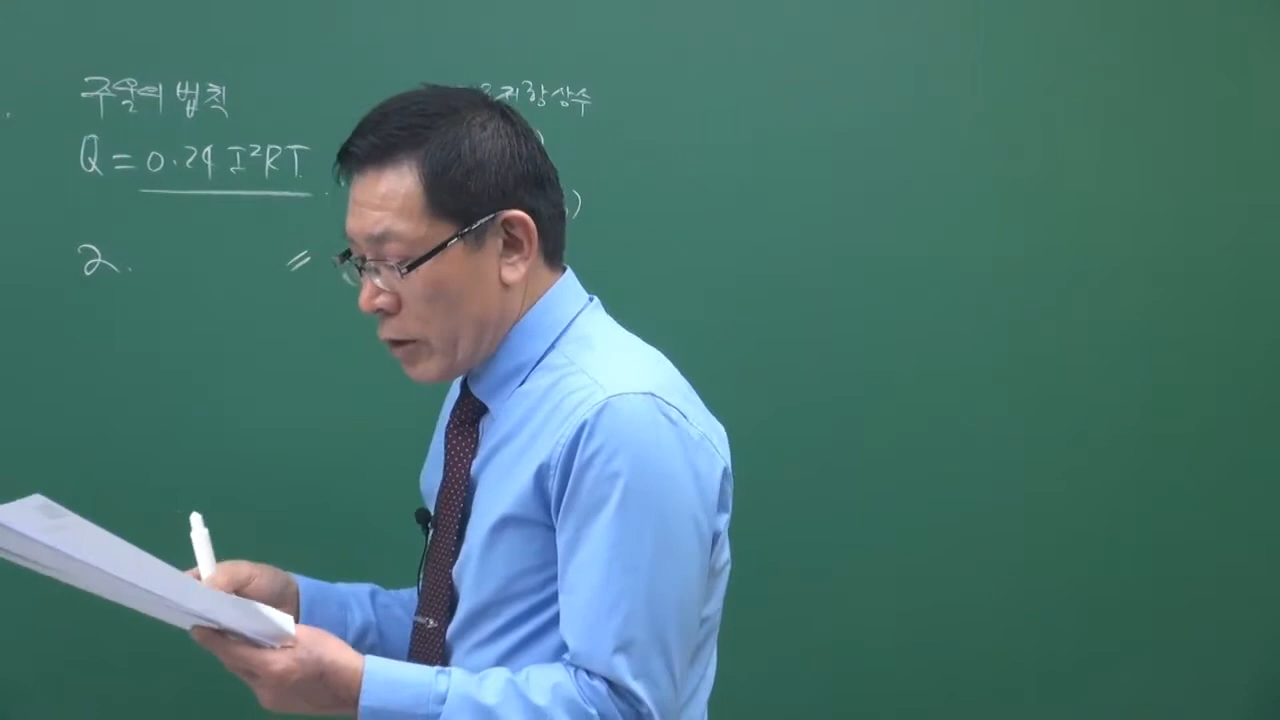 주울의 법칙
Q = 0.24 I²RT
2. 〃
저항 상수
)
)